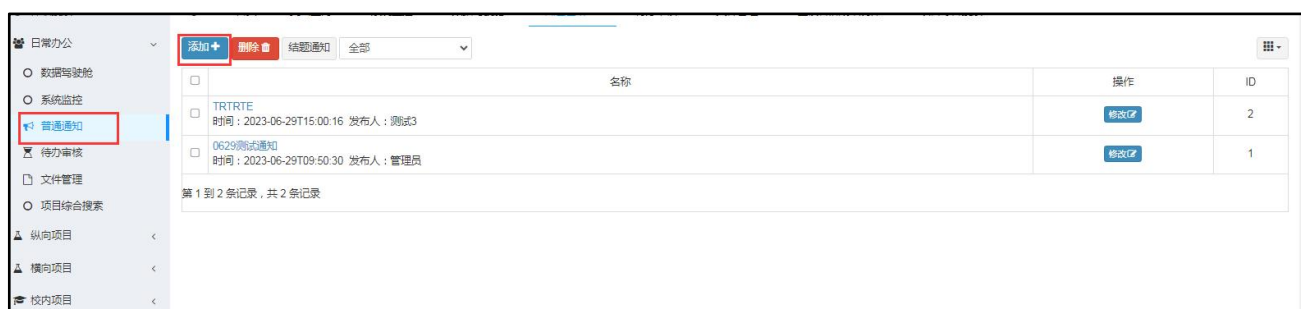 日常办公
数据驾驶舱
系统监控
普通通知
待办审核
文件管理
项目综合搜索
纵向项目
横向项目
校内项目
添加 删除 结题通知 全部
名称 操作 ID
TRTRTE
时间：2023-06-29T15:00:16 发布人：测试3 修改 2
0629测试通知
时间：2023-06-29T09:50:30 发布人：管理员 修改 1
第 1 到 2 条记录，共 2 条记录